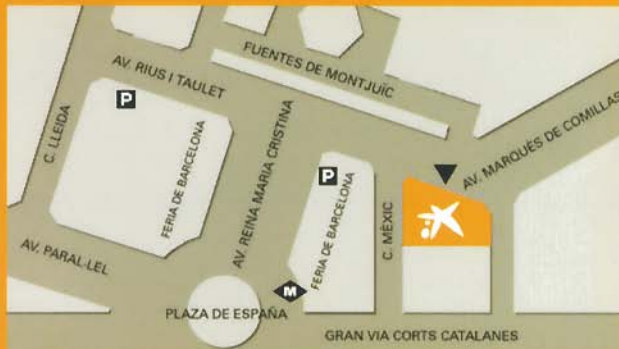 FUENTES DE MONTJUÏC
AV. RIUS I TAULET
P
C. LLEIDA
FERIA DE BARCELONA
AV. REINA MARIA CRISTINA
P
FERIA DE BARCELONA
C. MÈXIC
AV. MARQUÈS DE COMILLAS
AV. PARAL·LEL
M
PLAZA DE ESPAÑA
GRAN VIA CORTS CATALANES